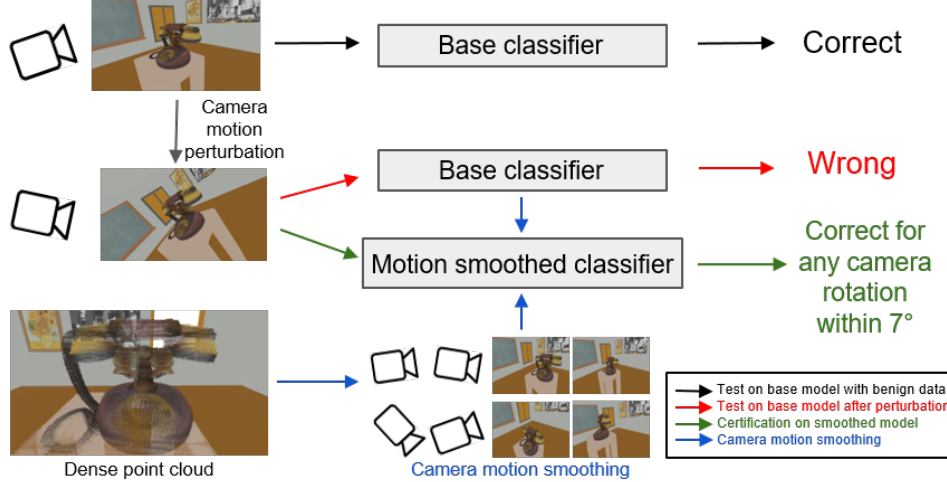 Base classifier
Correct
Camera
motion
perturbation
Base classifier
Wrong
Motion smoothed classifier
Correct for
any camera
rotation
within 7°
Test on base model with benign data
Test on base model after perturbation
Certification on smoothed model
Camera motion smoothing
Dense point cloud
Camera motion smoothing